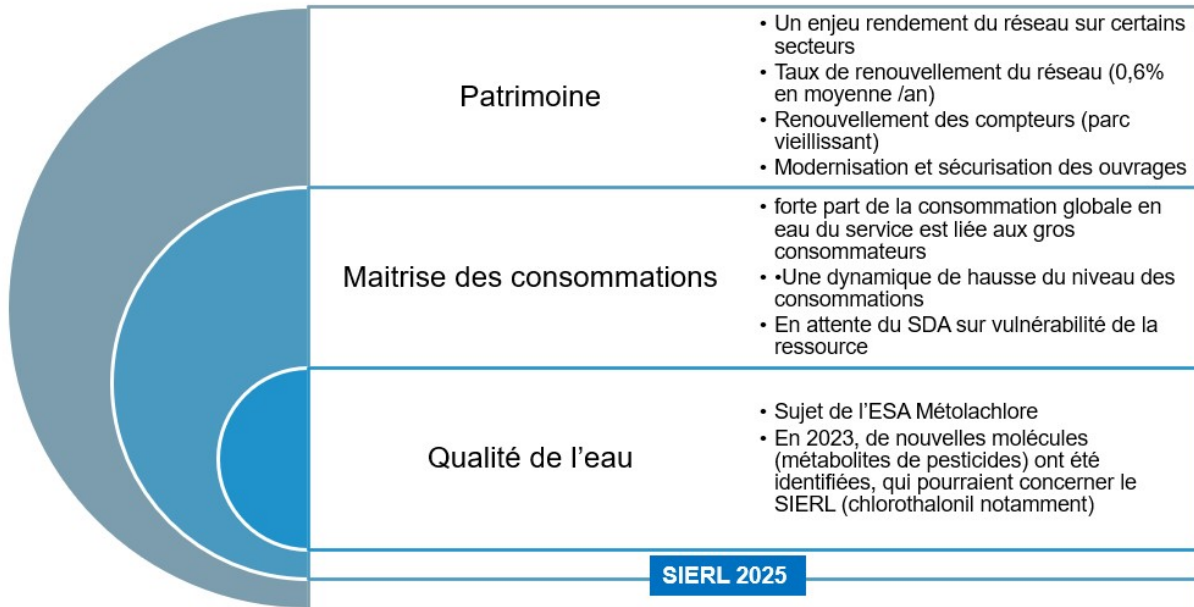 Patrimoine
• Un enjeu rendement du réseau sur certains
secteurs
• Taux de renouvellement du réseau (0,6%
en moyenne /an)
• Renouvellement des compteurs (parc
vieillissant)
• Modernisation et sécurisation des ouvrages
Maitrise des consommations
• forte part de la consommation globale en
eau du service est liée aux gros
consommateurs
• •Une dynamique de hausse du niveau des
consommations
• En attente du SDA sur vulnérabilité de la
ressource
Qualité de l’eau
• Sujet de l’ESA Métolachlore
• En 2023, de nouvelles molécules
(métabolites de pesticides) ont été
identifiées, qui pourraient concerner le
SIERL (chlorothalonil notamment)
SIERL 2025